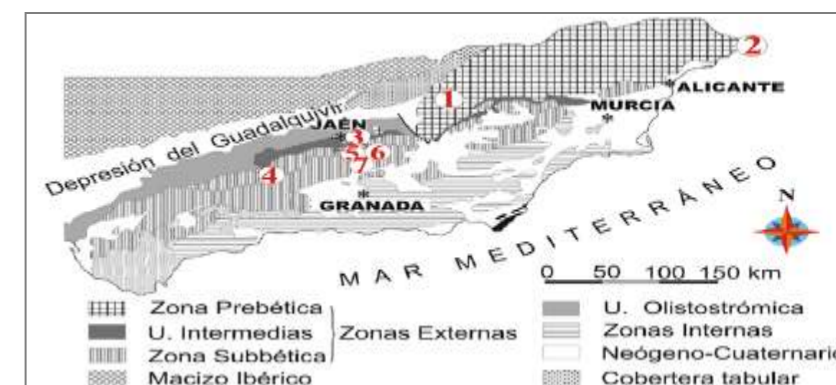 2
1
ALICANTE
MURCIA
Depresión del Guadalquivir
JAÉN
3
5
6
7
4
GRANADA
N
MAR MEDITERRÁNEO
0 50 100 150 km
Zona Prebética
U. Intermedias
Zona Subbética
Zonas Externas
Macizo Ibérico
U. Olistostrómica
Zonas Internas
Neógeno-Cuaternario
Cobertera tabular